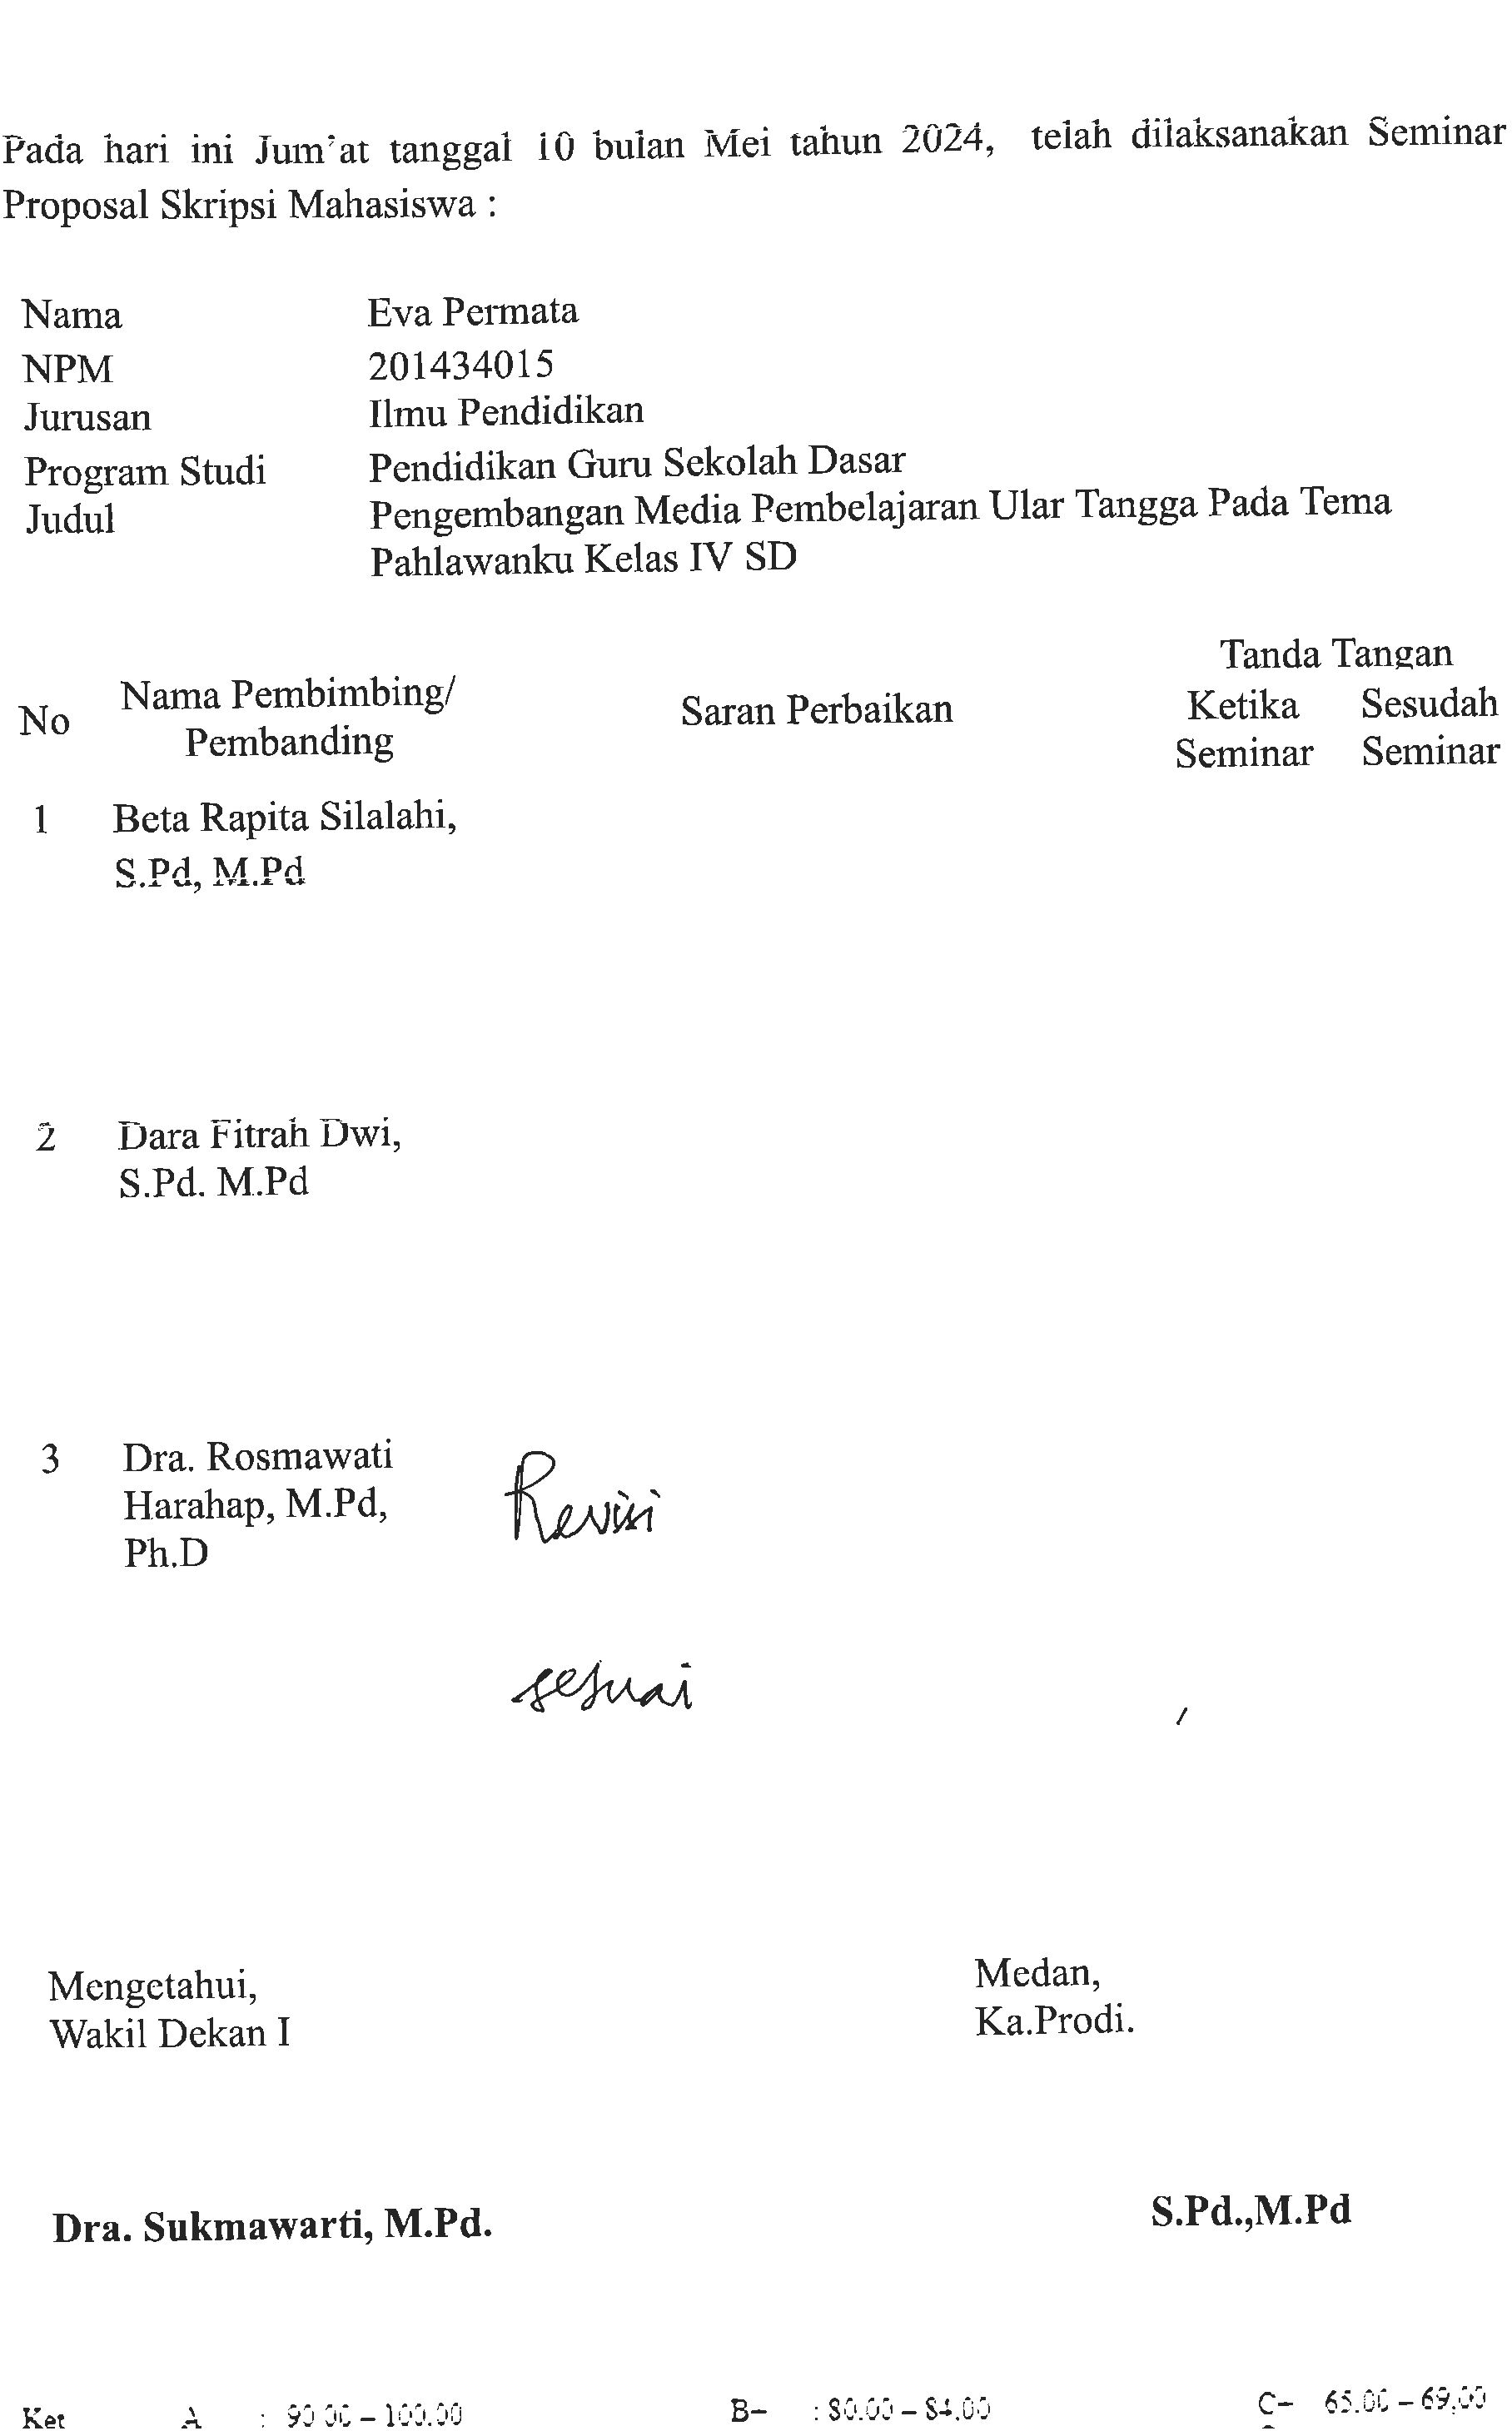 Pada hari ini Jum'at tanggal 10 bulan Mei tahun 2024, telah dilaksanakan Seminar
Proposal Skripsi Mahasiswa :
Nama Eva Permata
NPM 201434015
Jurusan Ilmu Pendidikan
Program Studi Pendidikan Guru Sekolah Dasar
Judul Pengembangan Media Pembelajaran Ular Tangga Pada Tema
Pahlawanku Kelas IV SD
Tanda Tangan
No Nama Pembimbing/ Saran Perbaikan Ketika Sesudah
Pembanding Seminar Seminar
1 Beta Rapita Silalahi,
S.Pd, M.Pd
2 Dara Fitrah Dwi,
S.Pd. M.Pd
3 Dra. Rosmawati Revisi
Harahap, M.Pd,
Ph.D
sesuai
Mengetahui, Medan,
Wakil Dekan I Ka.Prodi.
Dra. Sukmawarti, M.Pd. S.Pd.,M.Pd
Ket A : 90.00 – 100.00 B– : 80.00 – 84.00 C– 65.00 – 69.00